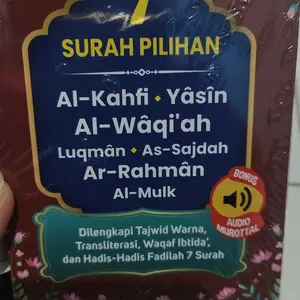 7
SURAH PILIHAN
Al-Kahfi • Yâsîn
Al-Wâqi'ah
Luqmân • As-Sajdah
Ar-Rahmân
Al-Mulk
BONUS
AUDIO
MUROTTAL
Dilengkapi Tajwid Warna,
Transliterasi, Waqaf Ibtida',
dan Hadis-Hadis Fadilah 7 Surah